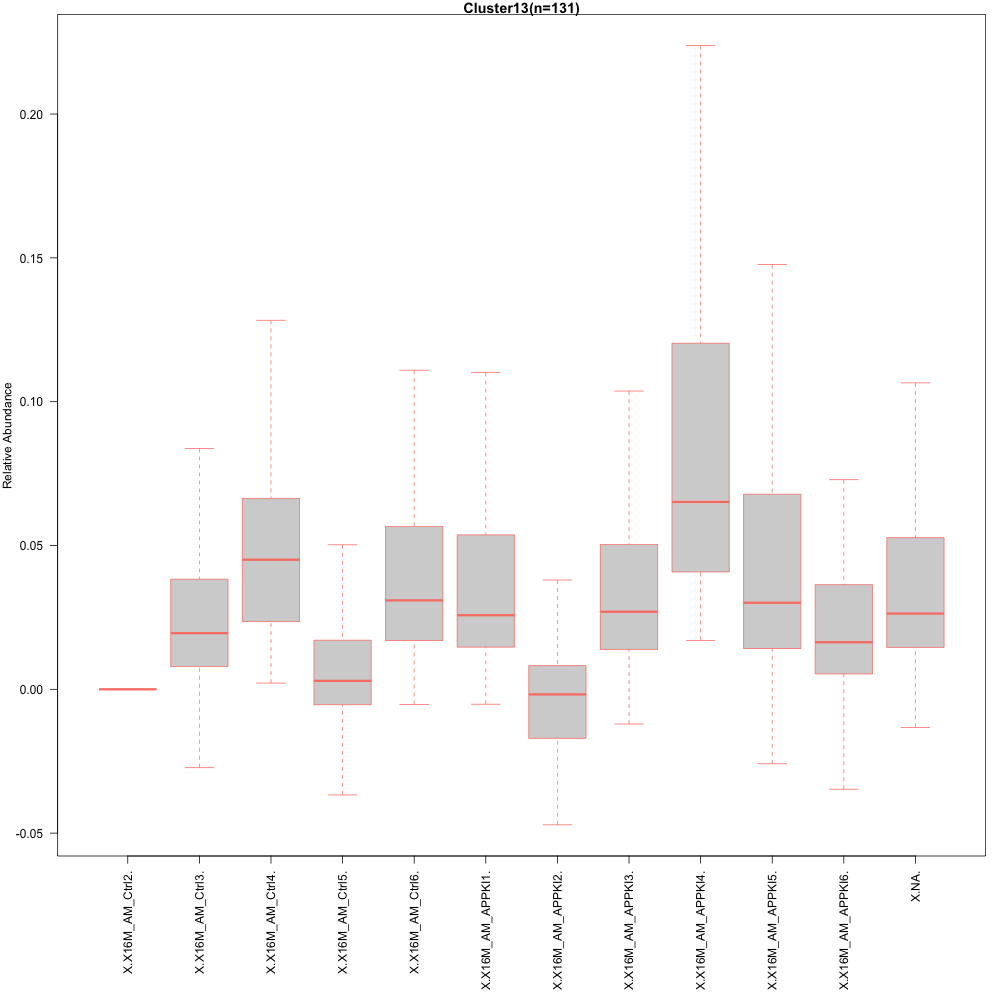 Cluster13(n=131)
Relative Abundance
0.20
0.15
0.10
0.05
0.00
-0.05
X.X16M_AM_Ctrl2.
X.X16M_AM_Ctrl3.
X.X16M_AM_Ctrl4.
X.X16M_AM_Ctrl5.
X.X16M_AM_Ctrl6.
X.X16M_AM_APPKI1.
X.X16M_AM_APPKI2.
X.X16M_AM_APPKI3.
X.X16M_AM_APPKI4.
X.X16M_AM_APPKI5.
X.X16M_AM_APPKI6.
X.NA.